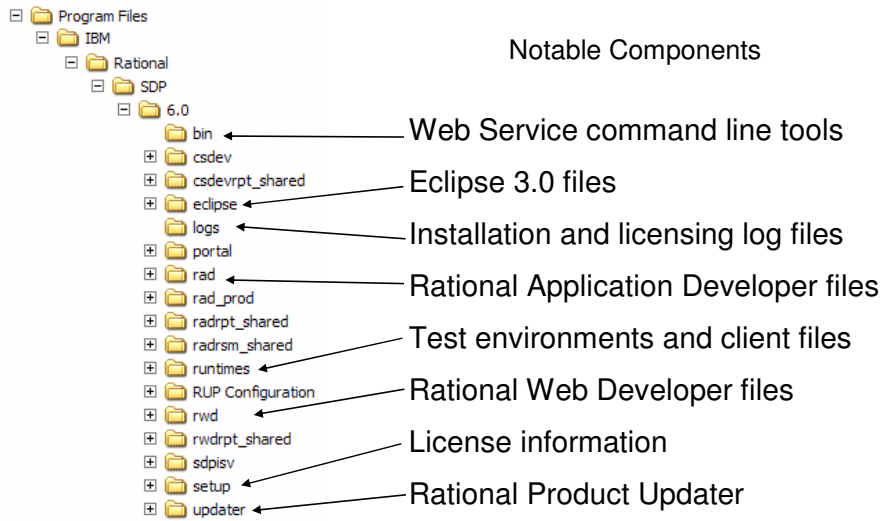 Program Files
IBM
Notable Components
Rational
SDP
6.0
bin
Web Service command line tools
csdev
csdevrpt_shared
Eclipse 3.0 files
eclipse
logs
Installation and licensing log files
portal
rad
Rational Application Developer files
rad_prod
radrpt_shared
radrsm_shared
Test environments and client files
runtimes
RUP Configuration
Rational Web Developer files
rwd
rwdrpt_shared
License information
sdpisv
setup
Rational Product Updater
updater